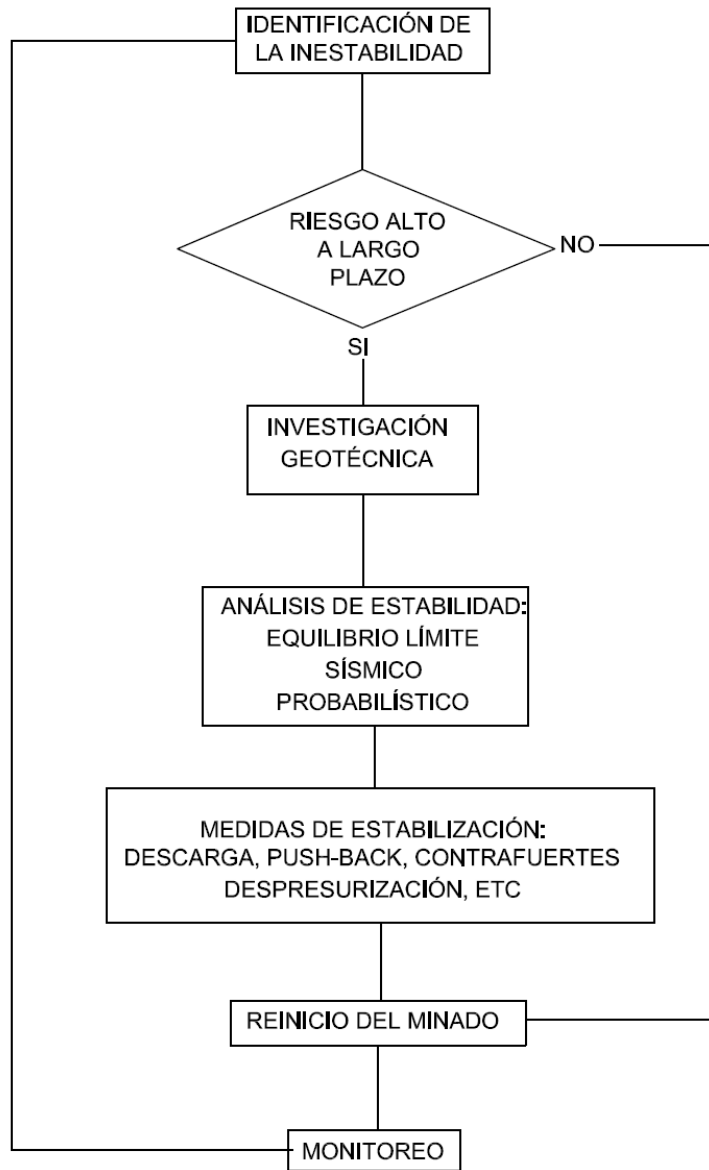 IDENTIFICACIÓN DE
LA INESTABILIDAD
RIESGO ALTO
A LARGO
PLAZO
NO
SI
INVESTIGACIÓN
GEOTÉCNICA
ANÁLISIS DE ESTABILIDAD:
EQUILIBRIO LÍMITE
SÍSMICO
PROBABILÍSTICO
MEDIDAS DE ESTABILIZACIÓN:
DESCARGA, PUSH-BACK, CONTRAFUERTES
DESPRESURIZACIÓN, ETC
REINICIO DEL MINADO
MONITOREO